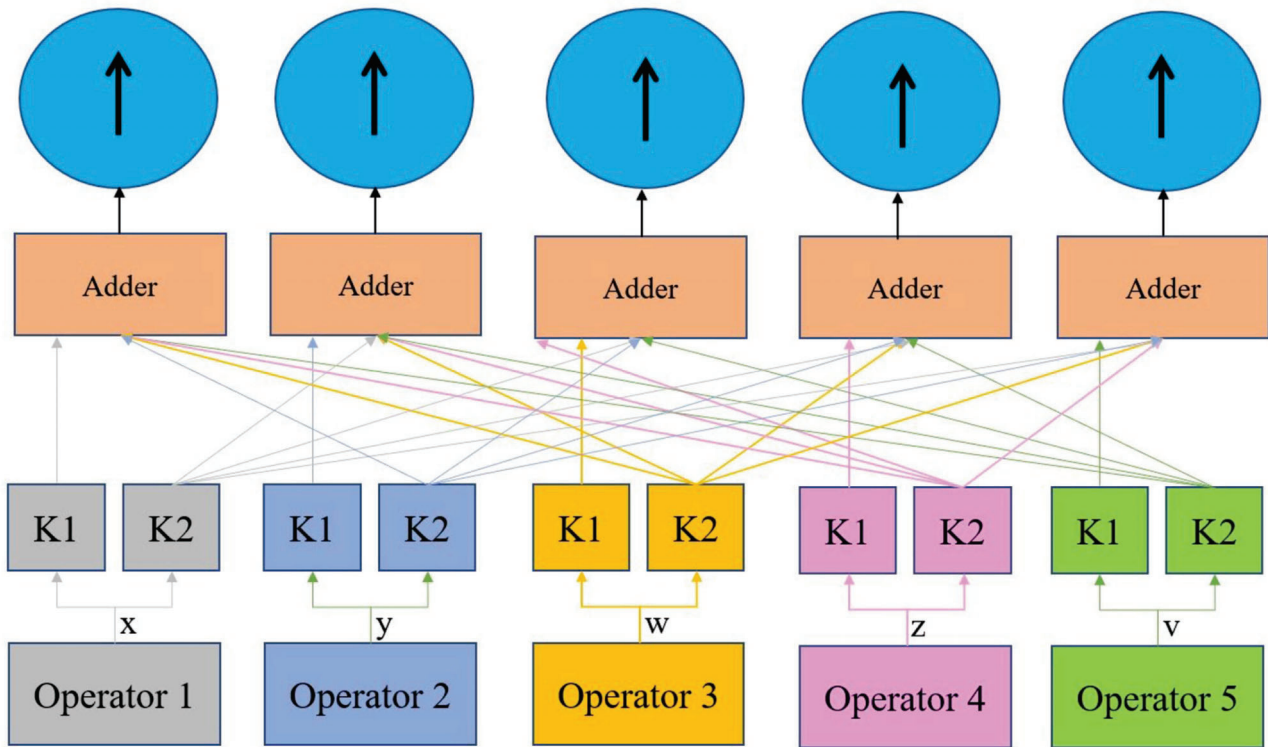 Adder Adder Adder Adder Adder
K1 K2 K1 K2 K1 K2 K1 K2 K1 K2
x y w z v
Operator 1 Operator 2 Operator 3 Operator 4 Operator 5